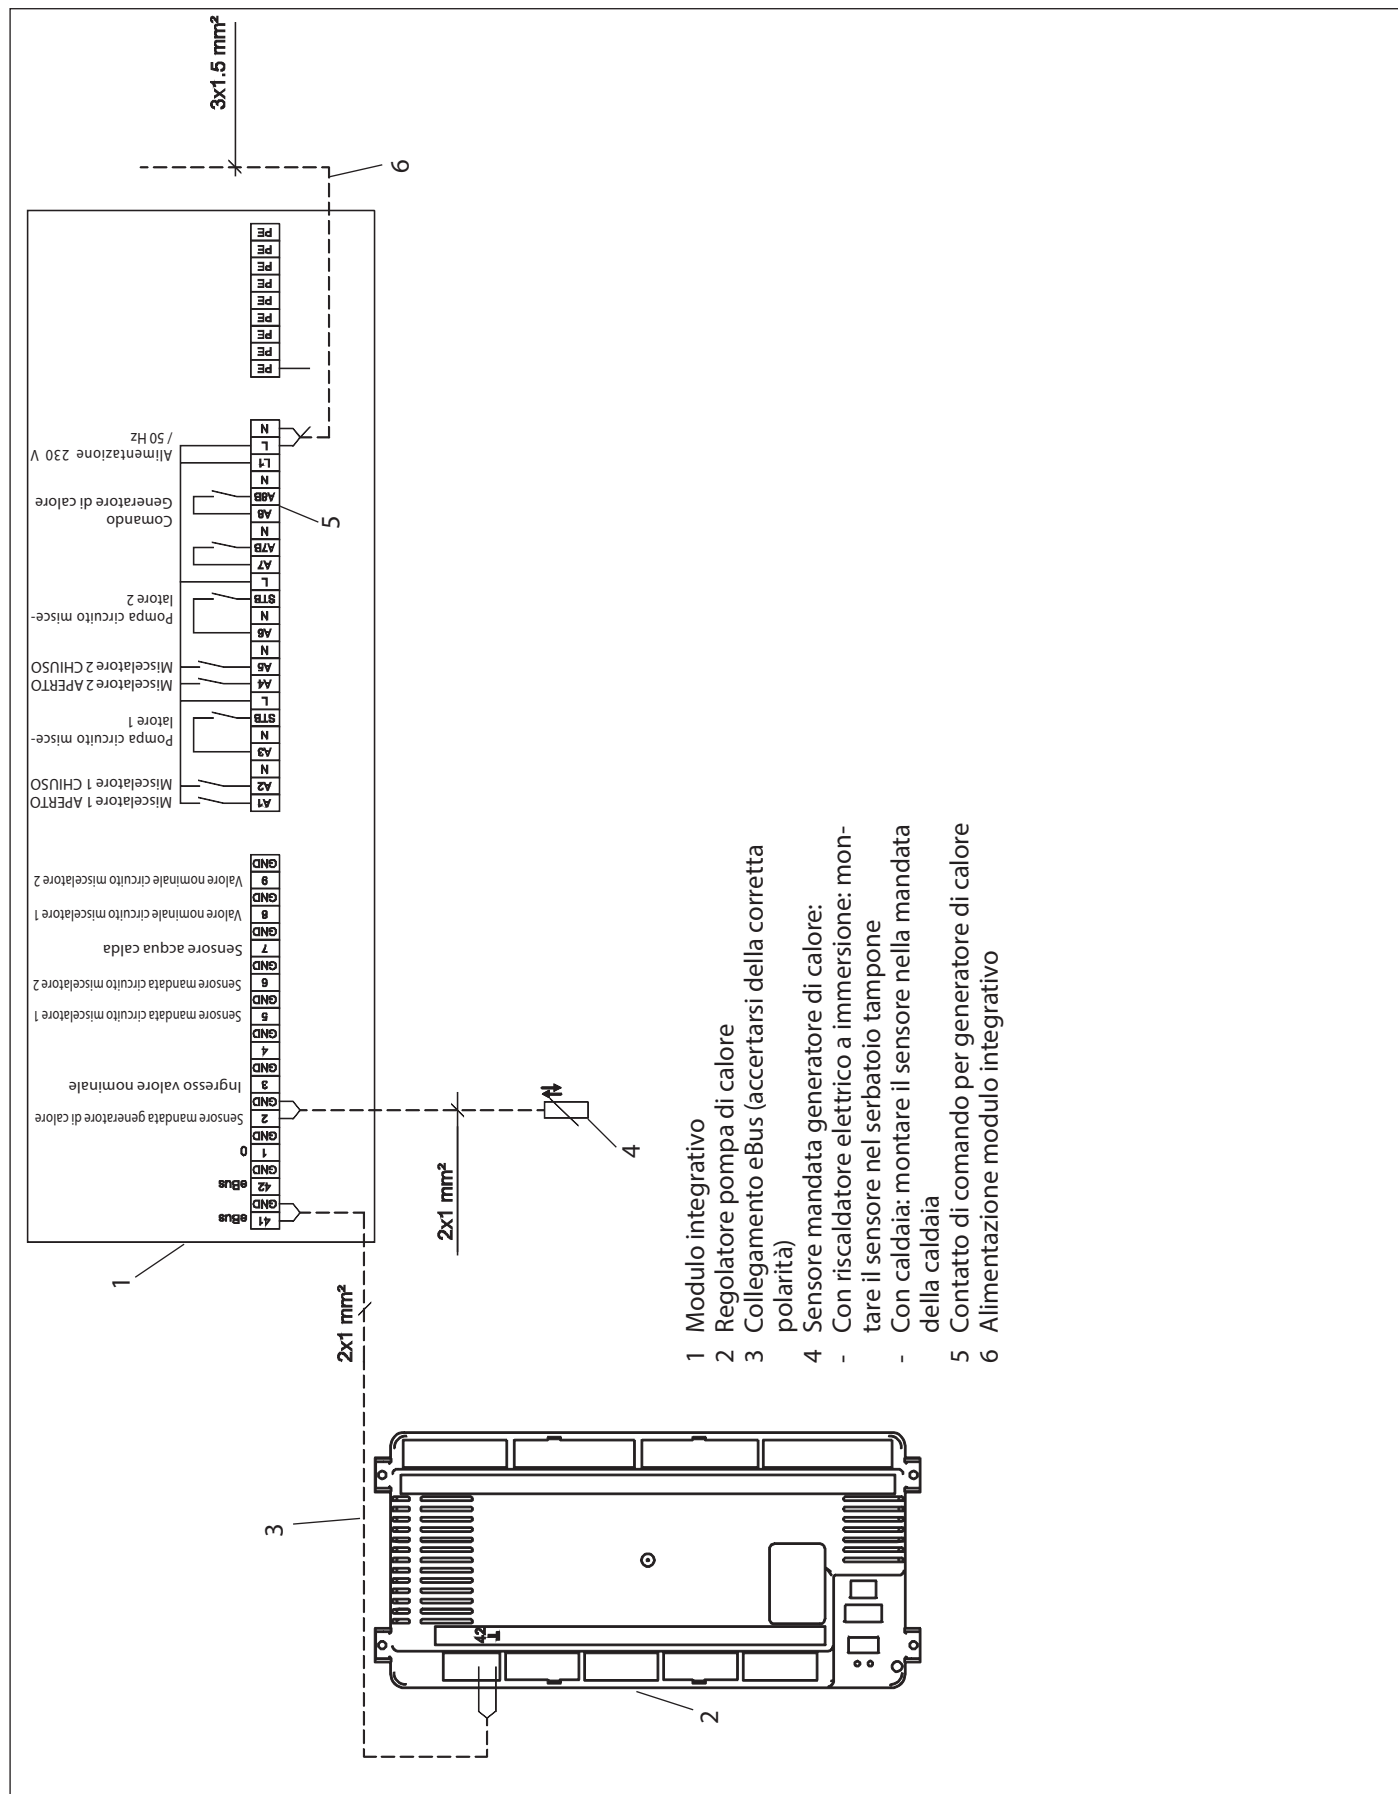 3x1.5 mm²
6
PE
PE
PE
PE
PE
PE
PE
PE
PE
N
L
L1
N
A8B
A8
N
A7B
A7
L
STB
N
A6
N
A5
A4
L
STB
N
A3
N
A2
A1
Alimentazione 230 V
/ 50 Hz
Comando
Generatore di calore
5
Pompa circuito misce-
latore 2
Miscelatore 2 CHIUSO
Miscelatore 2 APERTO
Pompa circuito misce-
latore 1
Miscelatore 1 CHIUSO
Miscelatore 1 APERTO
GND
9
GND
8
GND
7
GND
6
GND
5
GND
4
GND
3
GND
2
GND
1
GND
42
GND
41
Valore nominale circuito miscelatore 2
Valore nominale circuito miscelatore 1
Sensore acqua calda
Sensore mandata circuito miscelatore 2
Sensore mandata circuito miscelatore 1
Ingresso valore nominale
Sensore mandata generatore di calore
0
eBus
eBus
1
2x1 mm²
4
2x1 mm²
3
42
2
1 Modulo integrativo
2 Regolatore pompa di calore
3 Collegamento eBus (accertarsi della corretta
polarità)
4 Sensore mandata generatore di calore:
- Con riscaldatore elettrico a immersione: mon-
tare il sensore nel serbatoio tampone
- Con caldaia: montare il sensore nella mandata
della caldaia
5 Contatto di comando per generatore di calore
6 Alimentazione modulo integrativo